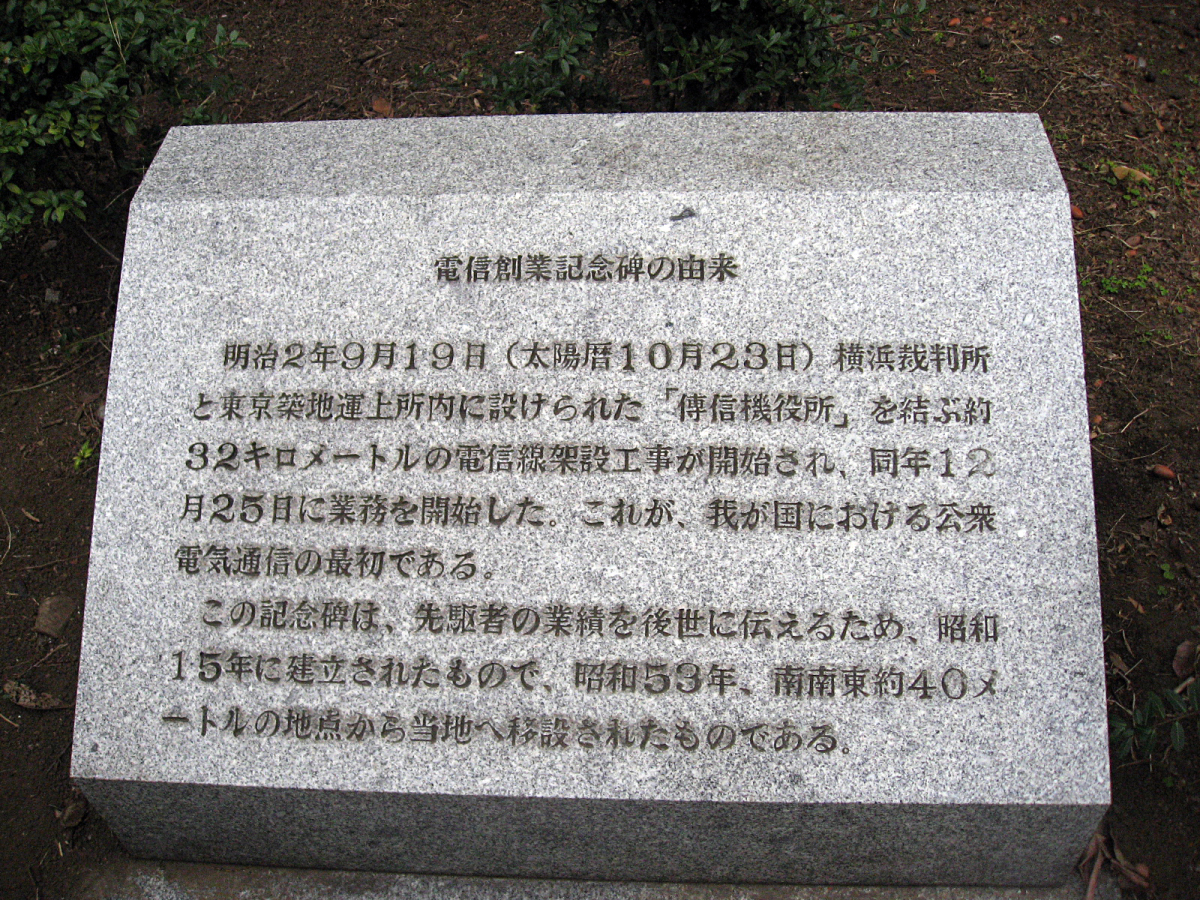 電信創業記念碑の由来
明治2年9月19日（太陽暦10月23日）横浜裁判所
と東京築地運上所内に設けられた「傳信機役所」を結ぶ約
32キロメートルの電信線架設工事が開始され、同年12
月25日に業務を開始した。これが、我が国における公衆
電気通信の最初である。
この記念碑は、先駆者の業績を後世に伝えるため、昭和
15年に建立されたもので、昭和53年、南南東約40メ
ートルの地点から当地へ移設されたものである。